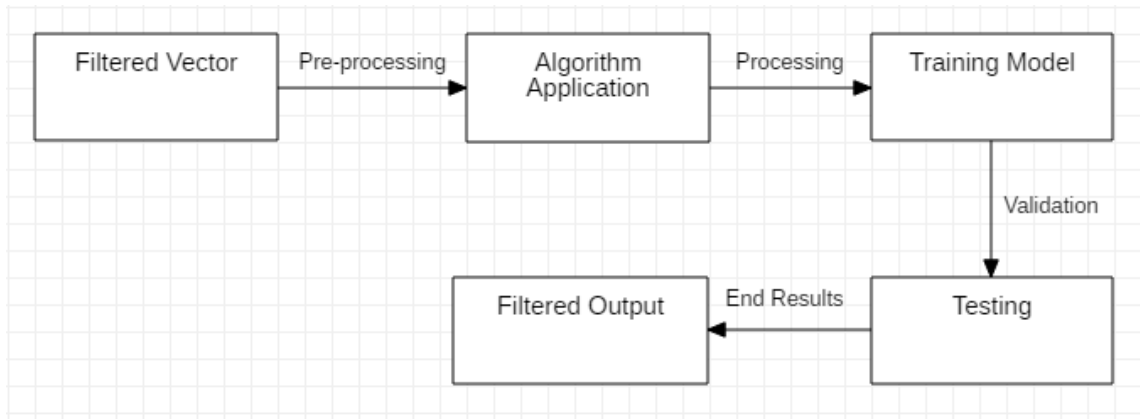 Filtered Vector
Pre-processing
Algorithm
Application
Processing
Training Model
Validation
Testing
End Results
Filtered Output